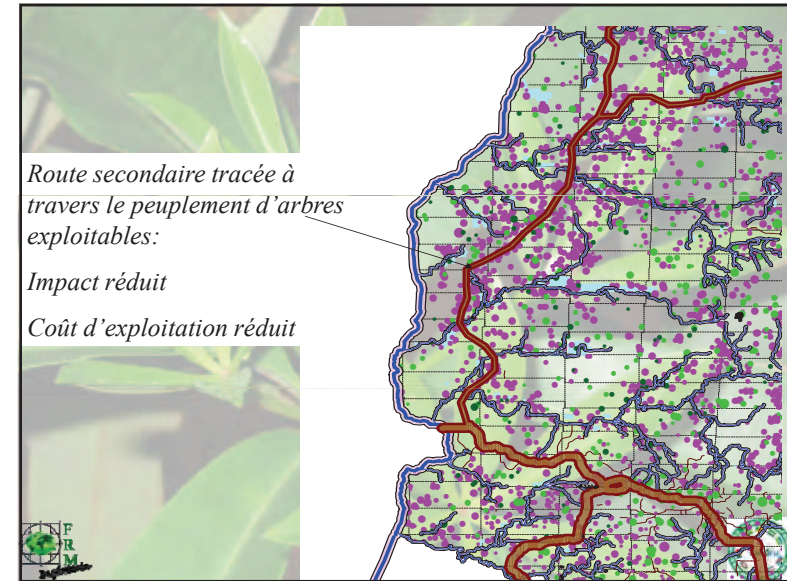 Route secondaire tracée à
travers le peuplement d'arbres
exploitables:
Impact réduit
Coût d'exploitation réduit
F
R
M